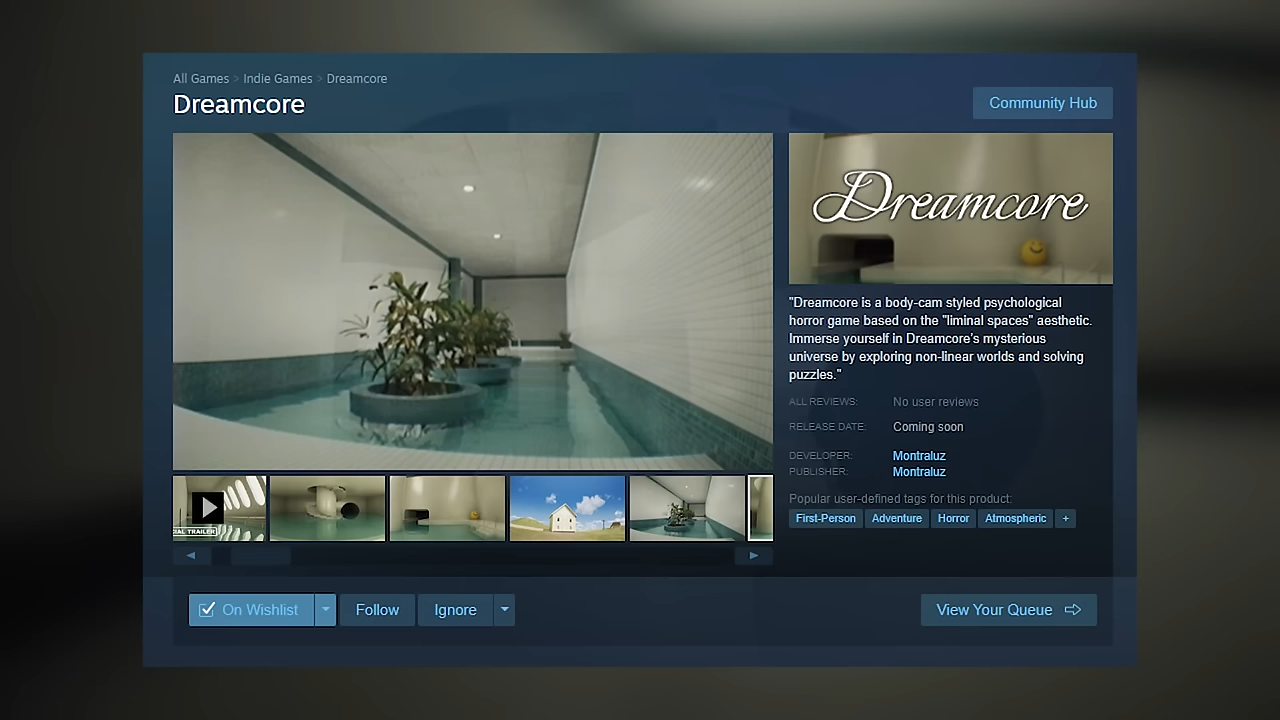 All Games > Indie Games > Dreamcore
Dreamcore
Community Hub
Dreamcore
"Dreamcore is a body-cam styled psychological
horror game based on the "liminal spaces" aesthetic.
Immerse yourself in Dreamcore's mysterious
universe by exploring non-linear worlds and solving
puzzles."
ALL REVIEWS: No user reviews
RELEASE DATE: Coming soon
DEVELOPER: Montraluz
PUBLISHER: Montraluz
Popular user-defined tags for this product:
First-Person Adventure Horror Atmospheric +
IAL TRAILER
On Wishlist Follow Ignore View Your Queue